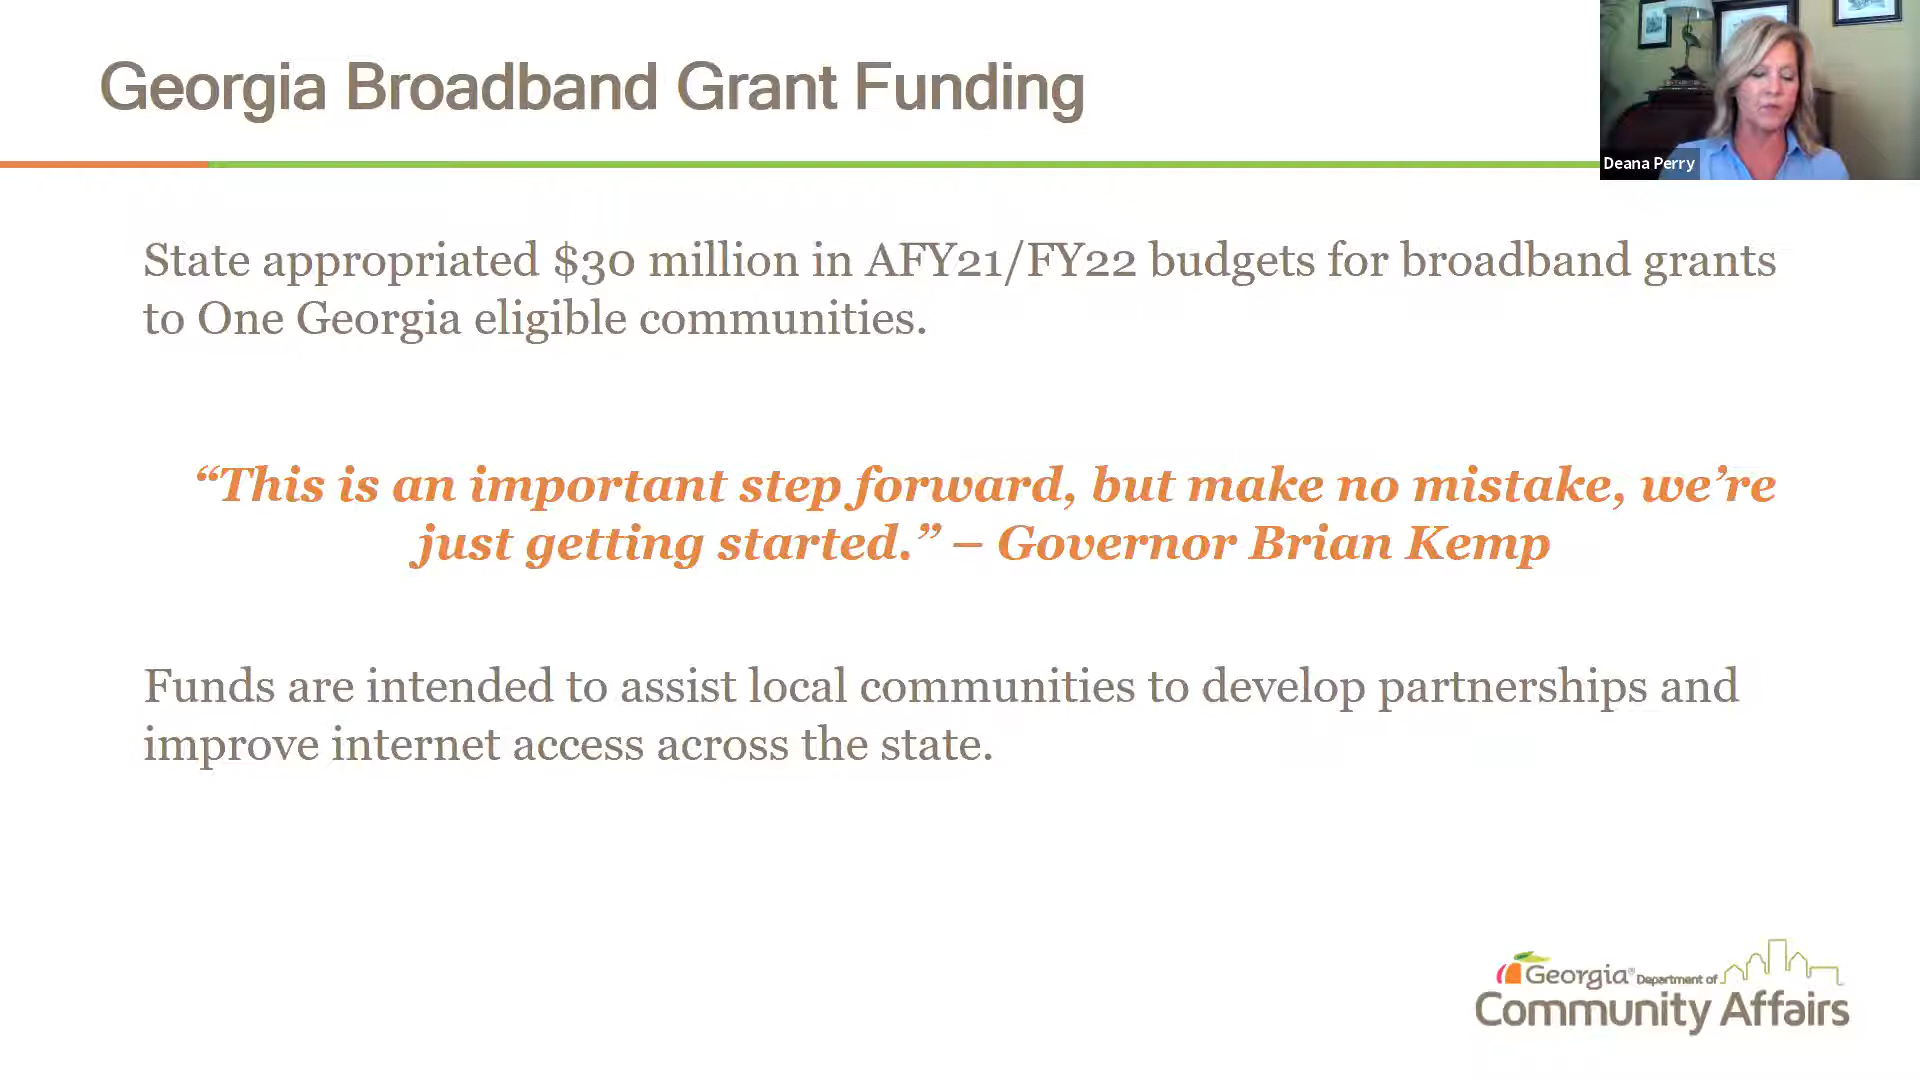 Georgia Broadband Grant Funding
Deana Perry
State appropriated $30 million in AFY21/FY22 budgets for broadband grants
to One Georgia eligible communities.
“This is an important step forward, but make no mistake, we’re
just getting started.” – Governor Brian Kemp
Funds are intended to assist local communities to develop partnerships and
improve internet access across the state.
Georgia® Department of
Community Affairs